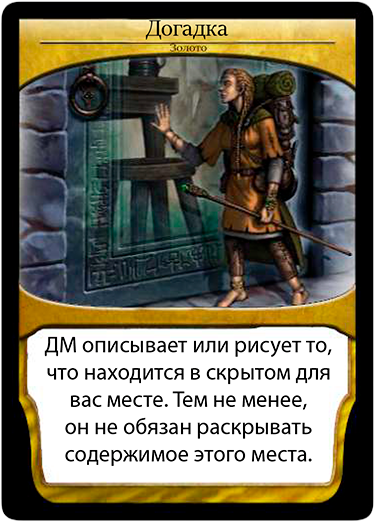 Догадка
Золото
ДМ описывает или рисует то,
что находится в скрытом для
вас месте. Тем не менее,
он не обязан раскрывать
содержимое этого места.